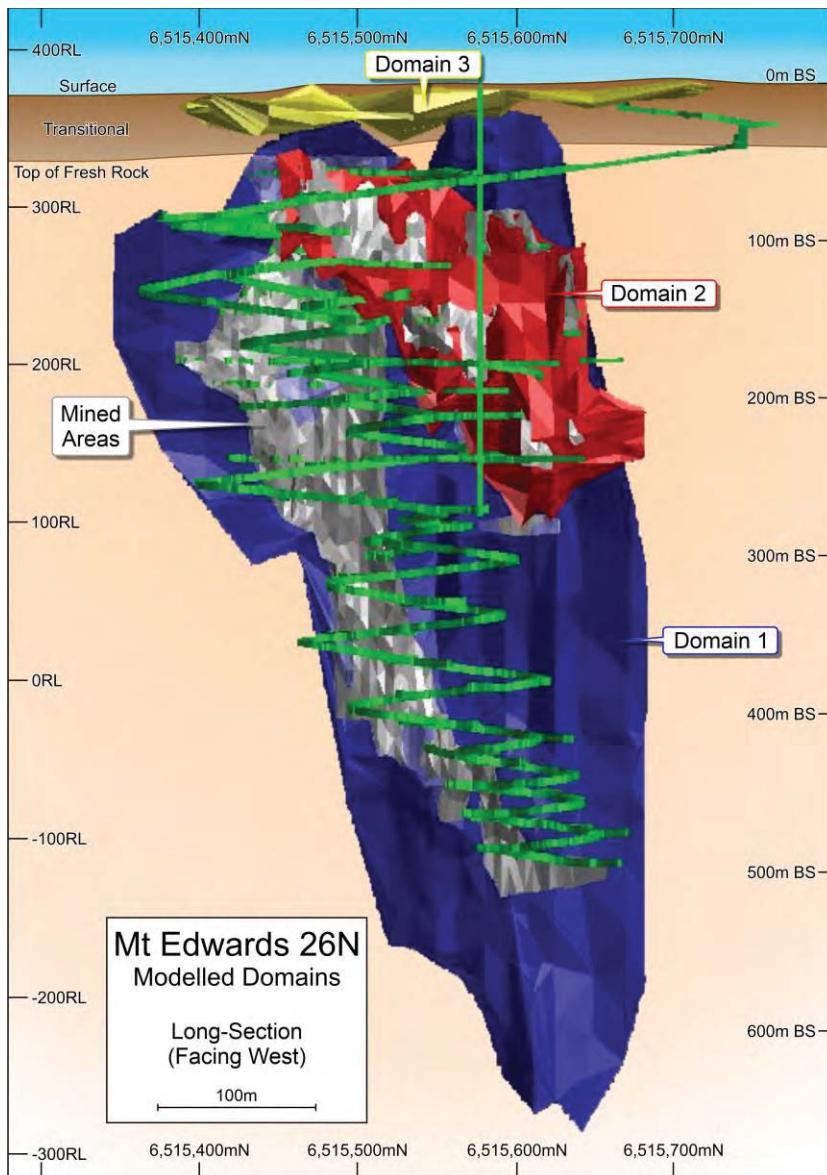 6,515,400mN 6,515,500mN 6,515,600mN 6,515,700mN
400RL
Domain 3
0m BS
Surface
Transitional
Top of Fresh Rock
300RL
100m BS
Domain 2
200RL
200m BS
Mined
Areas
100RL
300m BS
Domain 1
0RL
400m BS
-100RL
500m BS
Mt Edwards 26N
Modelled Domains
Long-Section
(Facing West)
100m
-200RL
600m BS
-300RL
6,515,400mN 6,515,500mN 6,515,600mN 6,515,700mN